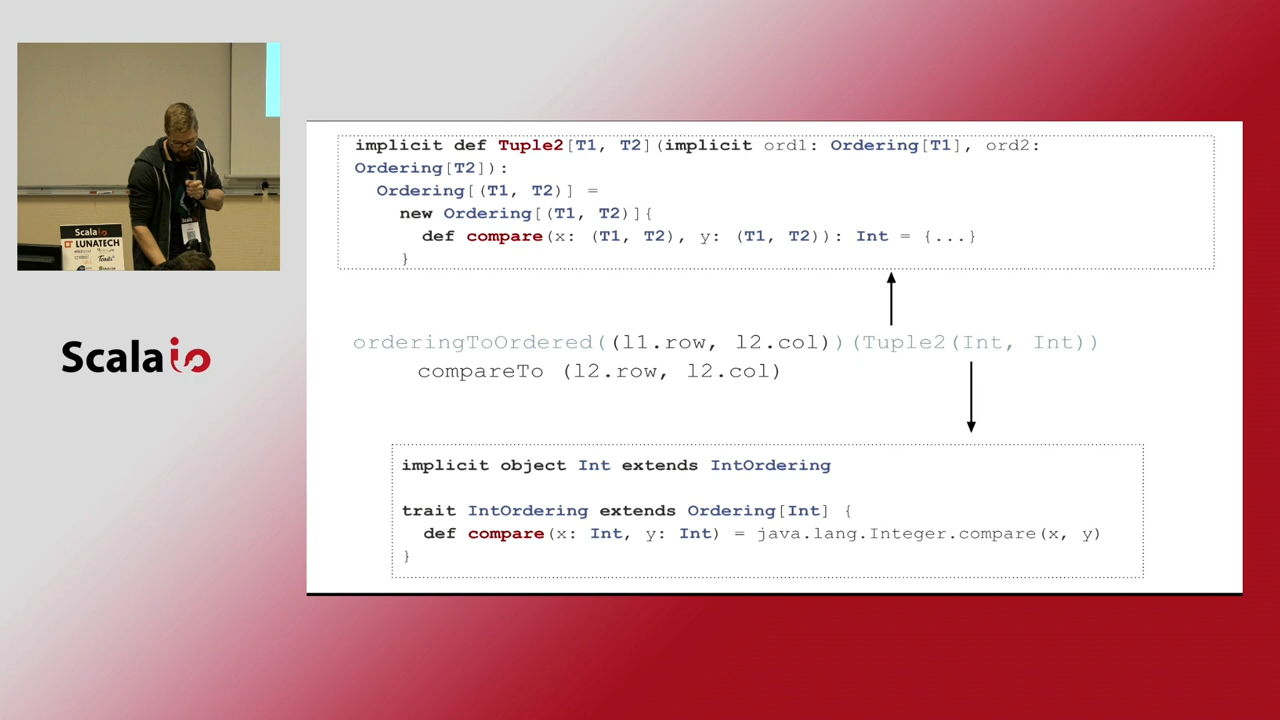 Scalaio
LUNATECH
Scalaio
implicit def Tuple2[T1, T2](implicit ord1: Ordering[T1], ord2:
Ordering[T2]):
Ordering[(T1, T2)] =
new Ordering[(T1, T2)]{
def compare(x: (T1, T2), y: (T1, T2)): Int = {...}
}
orderingToOrdered((l1.row, l2.col))(Tuple2(Int, Int))
compareTo (l2.row, l2.col)
implicit object Int extends IntOrdering
trait IntOrdering extends Ordering[Int] {
def compare(x: Int, y: Int) = java.lang.Integer.compare(x, y)
}